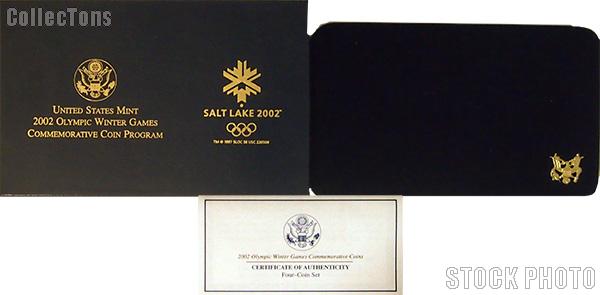 COLLECTONS
UNITED STATES MINT
2002 OLYMPIC WINTER GAMES
COMMEMORATIVE COIN PROGRAM
SALT LAKE 2002
2002 Olympic Winter Games Commemorative Coins
CERTIFICATE OF AUTHENTICITY
Four-Coin Set
COLLECTONS
STOCK PHOTO